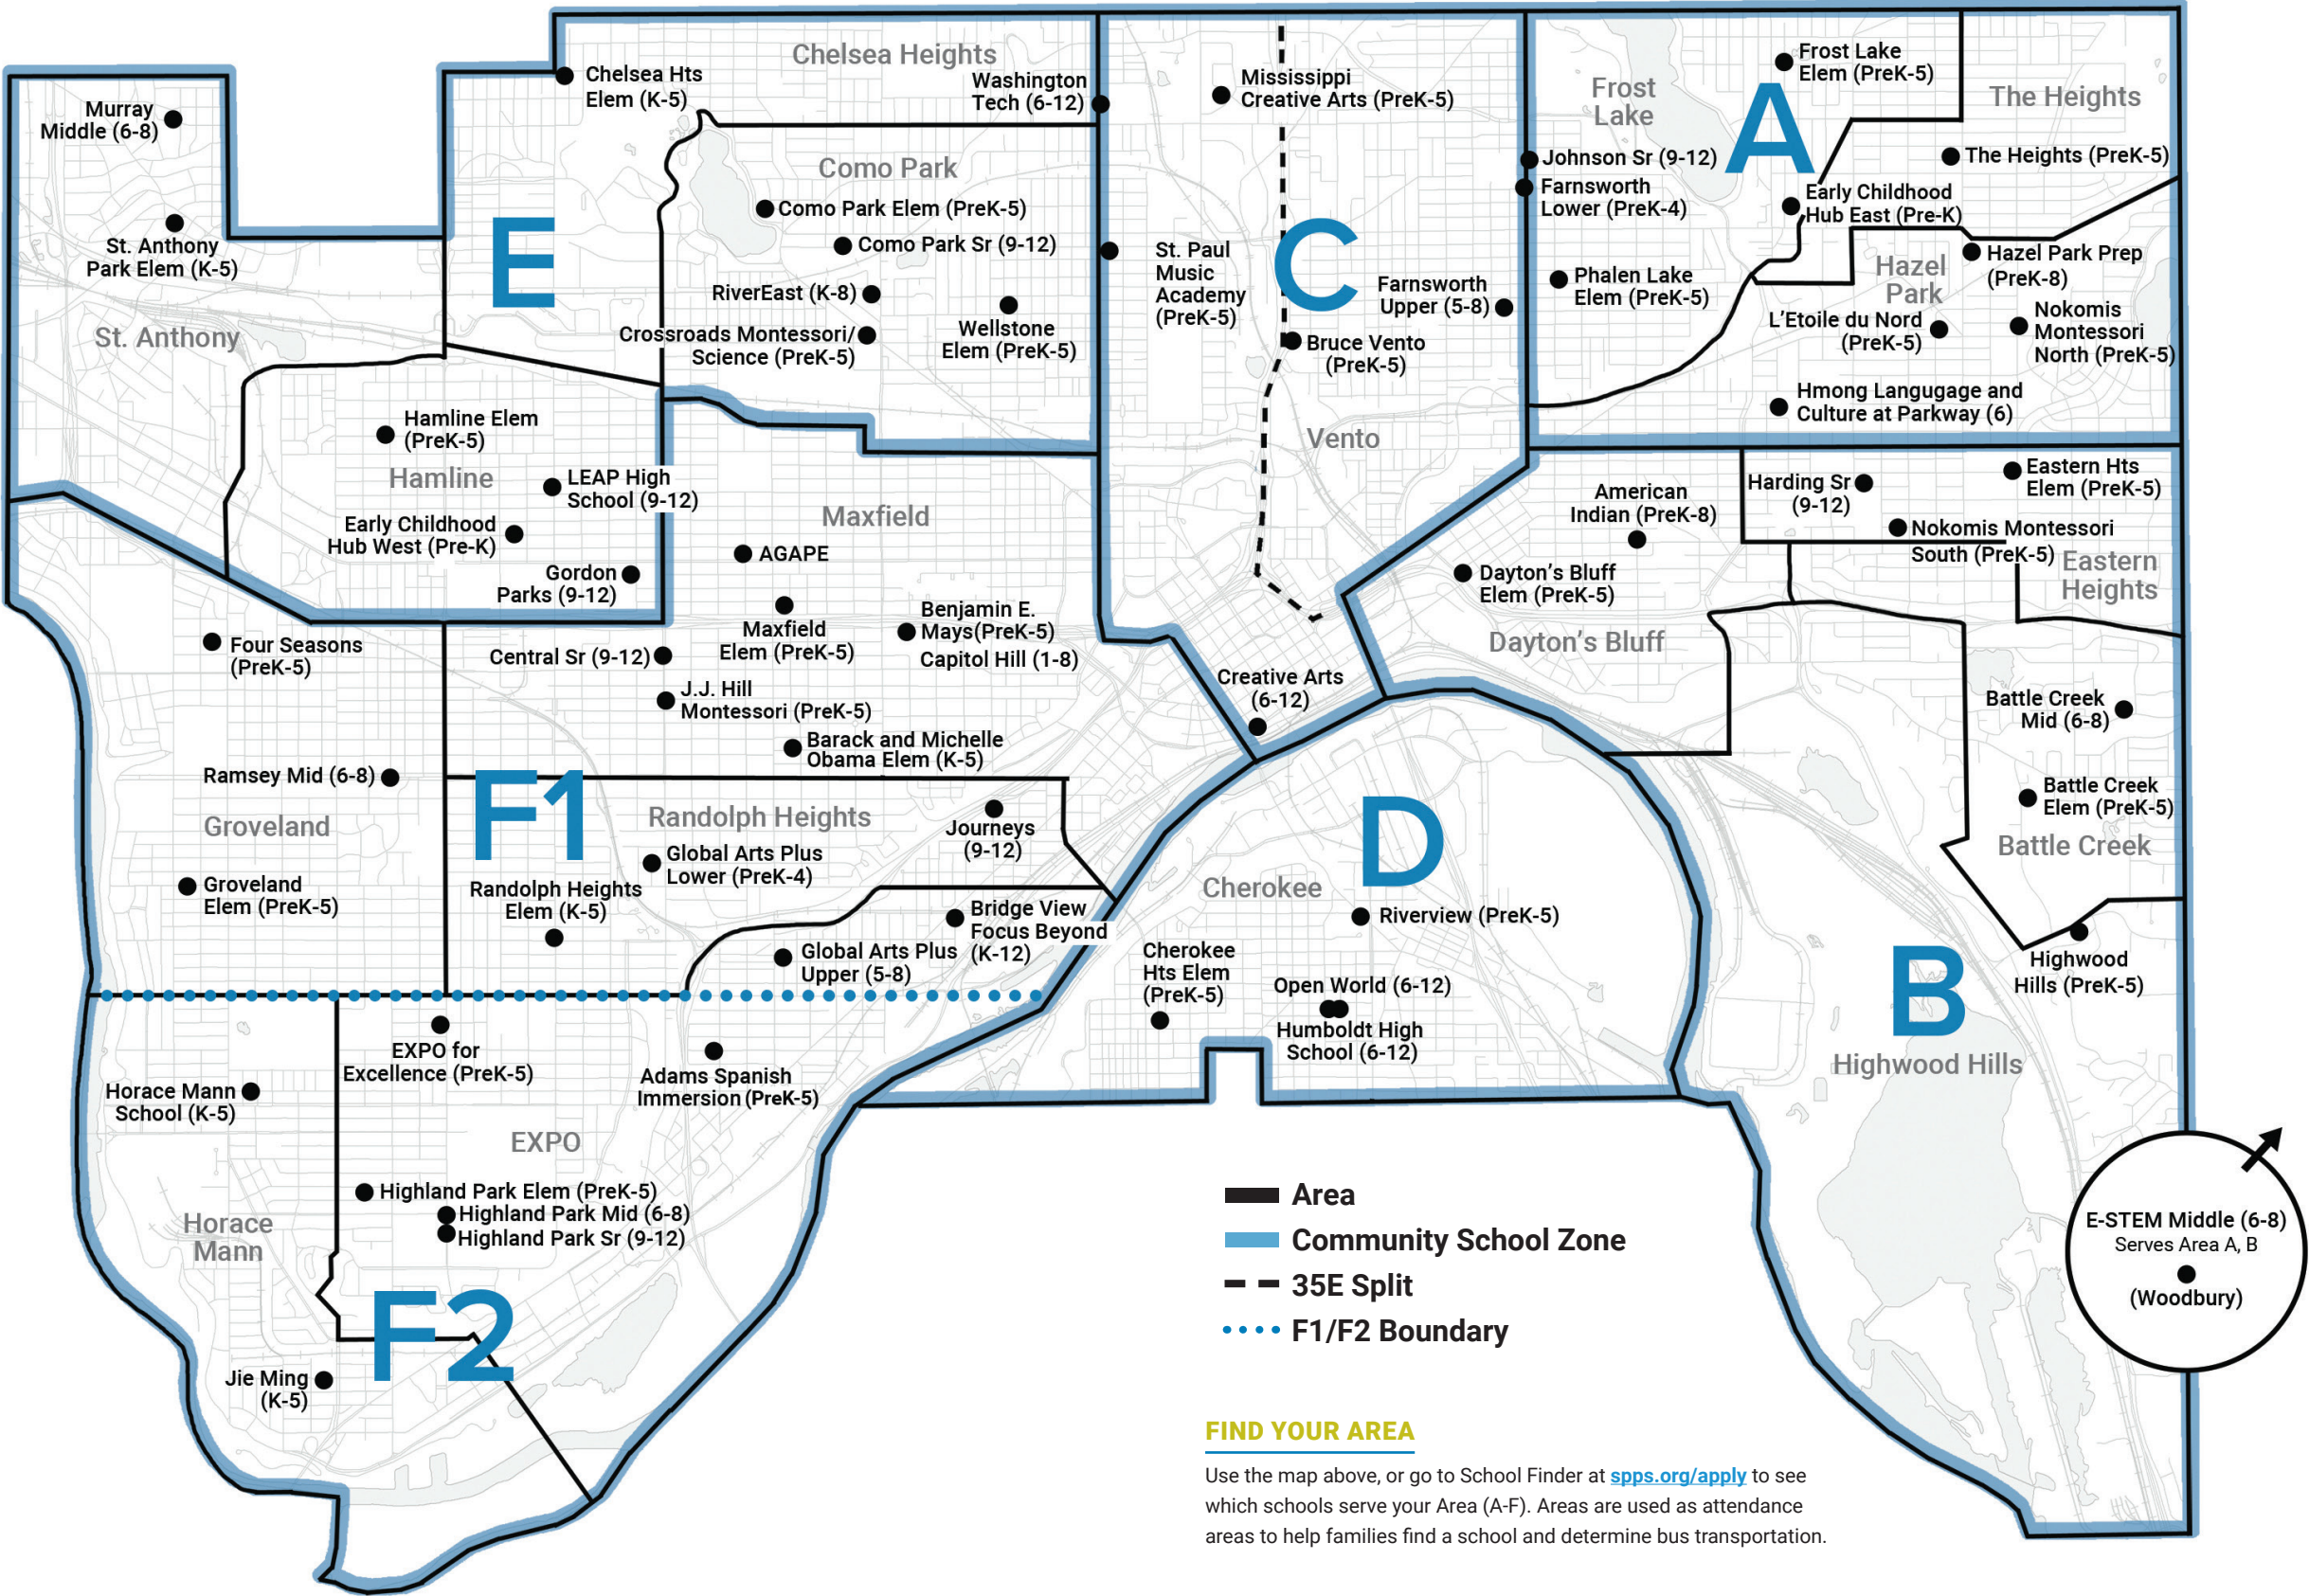 Chelsea Heights
Chelsea Hts
Elem (K-5)
Washington
Tech (6-12)
Murray
Middle (6-8)
St. Anthony
Park Elem (K-5)
St. Anthony
E
Como Park
Como Park Elem (PreK-5)
Como Park Sr (9-12)
RiverEast (K-8)
Crossroads Montessori/
Science (PreK-5)
Wellstone
Elem (PreK-5)
Hamline Elem
(PreK-5)
Hamline
LEAP High
School (9-12)
Early Childhood
Hub West (Pre-K)
Gordon
Parks (9-12)
Mississippi
Creative Arts (PreK-5)
St. Paul
Music
Academy
(PreK-5)
C
Farnsworth
Upper (5-8)
Bruce Vento
(PreK-5)
Vento
Creative Arts
(6-12)
Frost
Lake
Frost Lake
Elem (PreK-5)
A
The Heights
The Heights (PreK-5)
Johnson Sr (9-12)
Farnsworth
Lower (PreK-4)
Early Childhood
Hub East (Pre-K)
Phalen Lake
Elem (PreK-5)
Hazel
Park
Hazel Park Prep
(PreK-8)
L'Etoile du Nord
(PreK-5)
Nokomis
Montessori
North (PreK-5)
Hmong Langugage and
Culture at Parkway (6)
American
Indian (PreK-8)
Harding Sr
(9-12)
Eastern Hts
Elem (PreK-5)
Nokomis Montessori
South (PreK-5)
Eastern
Heights
Dayton's Bluff
Elem (PreK-5)
Dayton's Bluff
Battle Creek
Mid (6-8)
Battle Creek
Elem (PreK-5)
Battle Creek
B
Highwood
Hills (PreK-5)
Highwood Hills
Maxfield
AGAPE
Maxfield
Elem (PreK-5)
Benjamin E.
Mays(PreK-5)
Capitol Hill (1-8)
Four Seasons
(PreK-5)
Central Sr (9-12)
J.J. Hill
Montessori (PreK-5)
Barack and Michelle
Obama Elem (K-5)
Ramsey Mid (6-8)
Groveland
F1
Randolph Heights
Journeys
(9-12)
Global Arts Plus
Lower (PreK-4)
Groveland
Elem (PreK-5)
Randolph Heights
Elem (K-5)
Bridge View
Focus Beyond
(K-12)
Global Arts Plus
Upper (5-8)
D
Cherokee
Riverview (PreK-5)
Cherokee
Hts Elem
(PreK-5)
Open World (6-12)
Humboldt High
School (6-12)
EXPO for
Excellence (PreK-5)
Horace Mann
School (K-5)
Adams Spanish
Immersion (PreK-5)
EXPO
Highland Park Elem (PreK-5)
Highland Park Mid (6-8)
Highland Park Sr (9-12)
Horace
Mann
F2
Jie Ming
(K-5)
Area
Community School Zone
35E Split
F1/F2 Boundary
E-STEM Middle (6-8)
Serves Area A, B
(Woodbury)
FIND YOUR AREA
Use the map above, or go to School Finder at spps.org/apply to see
which schools serve your Area (A-F). Areas are used as attendance
areas to help families find a school and determine bus transportation.